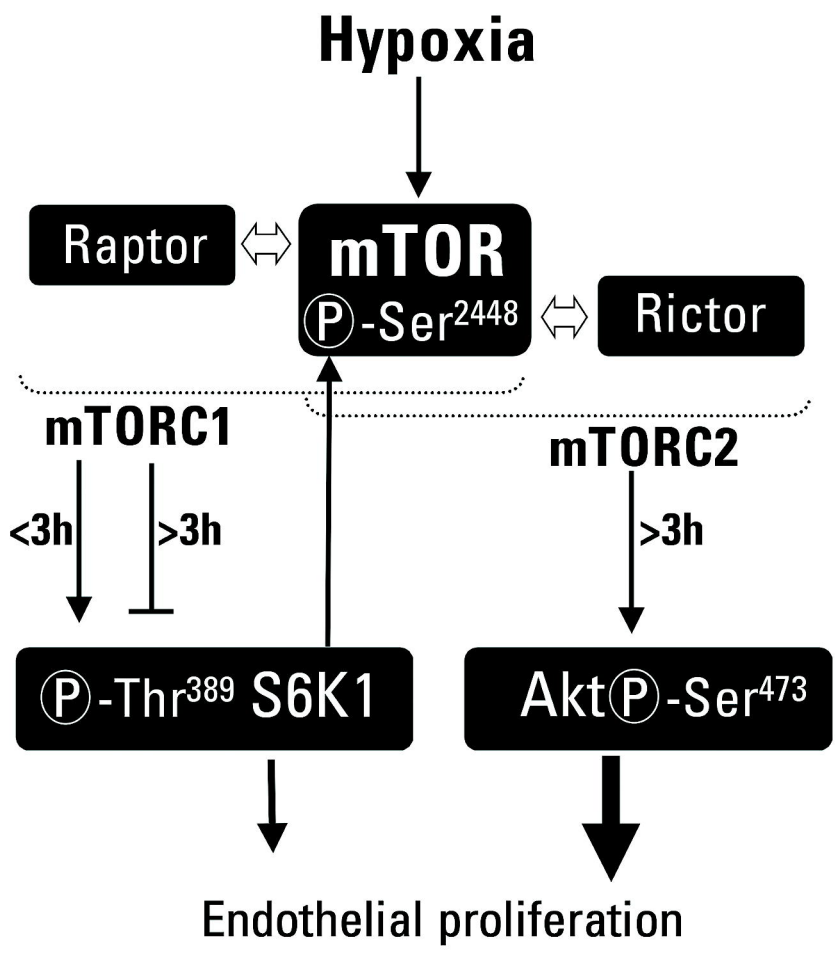 Hypoxia
Raptor
mTOR
Ⓟ-Ser²⁴⁴⁸
Rictor
mTORC1
mTORC2
<3h
>3h
>3h
Ⓟ-Thr³⁸⁹ S6K1
AktⓅ-Ser⁴⁷³
Endothelial proliferation